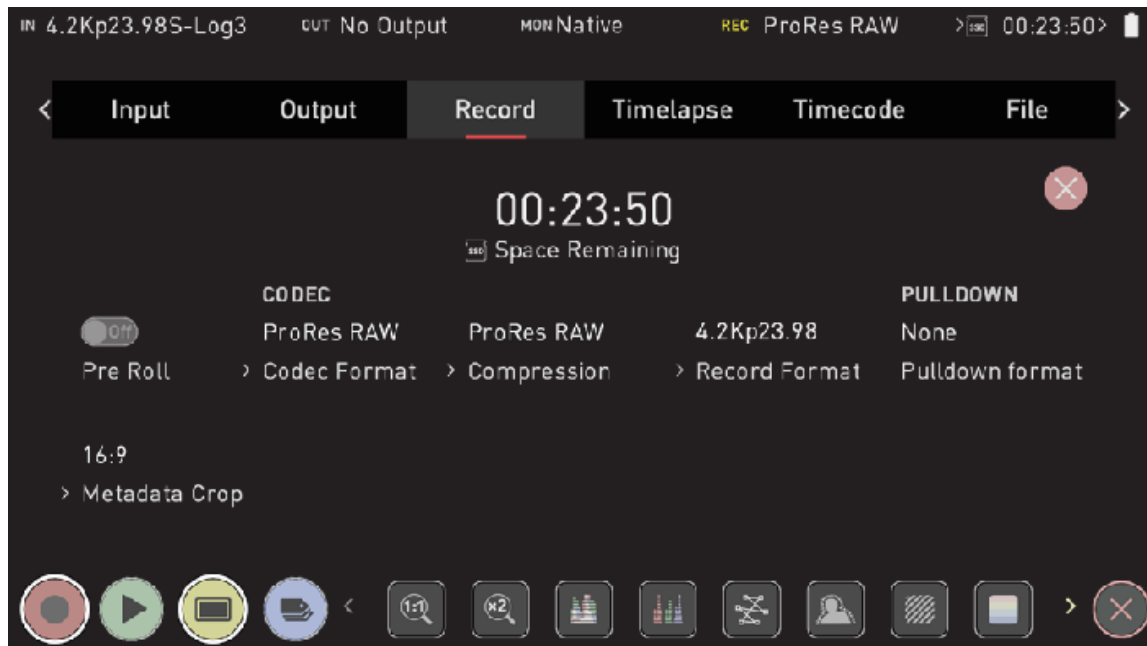 IN 4.2Kp23.98S-Log3 OUT No Output MON Native REC ProRes RAW > SSD 00:23:50>
< Input Output Record Timelapse Timecode File >
00:23:50
SSD Space Remaining
CODEC PULLDOWN
Off ProRes RAW ProRes RAW 4.2Kp23.98 None
Pre Roll > Codec Format > Compression > Record Format Pulldown format
16:9
> Metadata Crop
1:1 x2